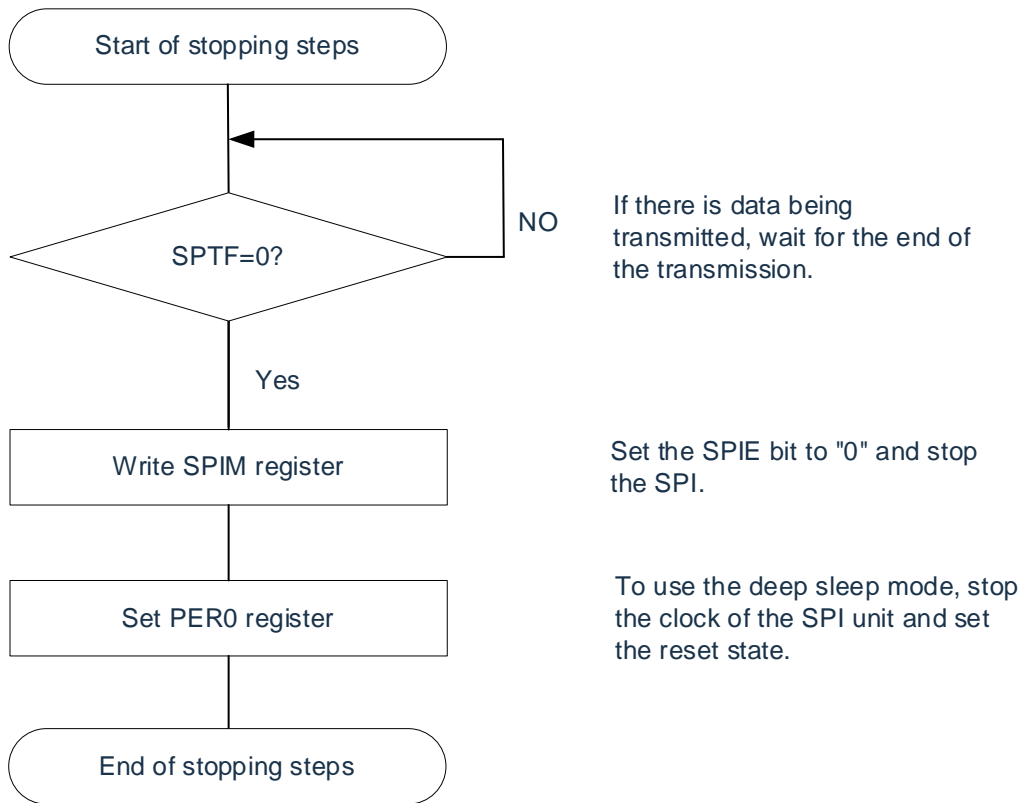 Start of stopping steps
SPTF=0?
NO
If there is data being
transmitted, wait for the end of
the transmission.
Yes
Write SPIM register
Set the SPIE bit to "0" and stop
the SPI.
Set PER0 register
To use the deep sleep mode, stop
the clock of the SPI unit and set
the reset state.
End of stopping steps